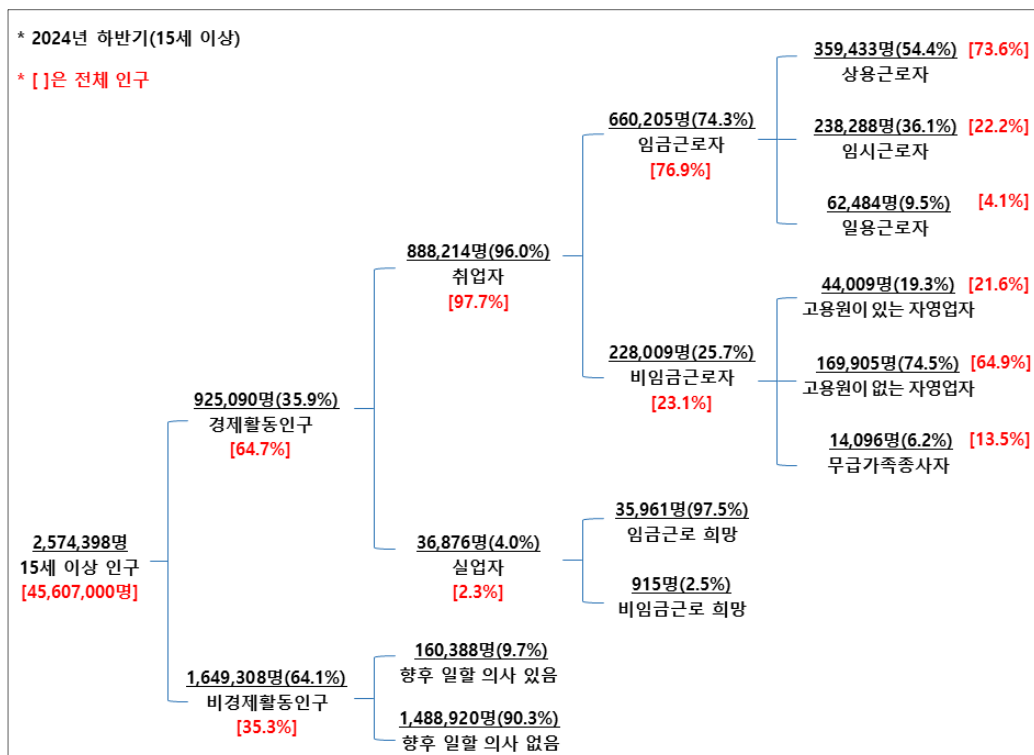 * 2024년 하반기(15세 이상)
* [ ]은 전체 인구
359,433명(54.4%) [73.6%]
상용근로자
660,205명(74.3%)
임금근로자
[76.9%]
238,288명(36.1%) [22.2%]
임시근로자
62,484명(9.5%) [4.1%]
일용근로자
888,214명(96.0%)
취업자
[97.7%]
44,009명(19.3%) [21.6%]
고용원이 있는 자영업자
228,009명(25.7%)
비임금근로자
[23.1%]
169,905명(74.5%) [64.9%]
고용원이 없는 자영업자
14,096명(6.2%) [13.5%]
무급가족종사자
925,090명(35.9%)
경제활동인구
[64.7%]
35,961명(97.5%)
임금근로 희망
36,876명(4.0%)
실업자
[2.3%]
915명(2.5%)
비임금근로 희망
2,574,398명
15세 이상 인구
[45,607,000명]
160,388명(9.7%)
향후 일할 의사 있음
1,649,308명(64.1%)
비경제활동인구
[35.3%]
1,488,920명(90.3%)
향후 일할 의사 없음